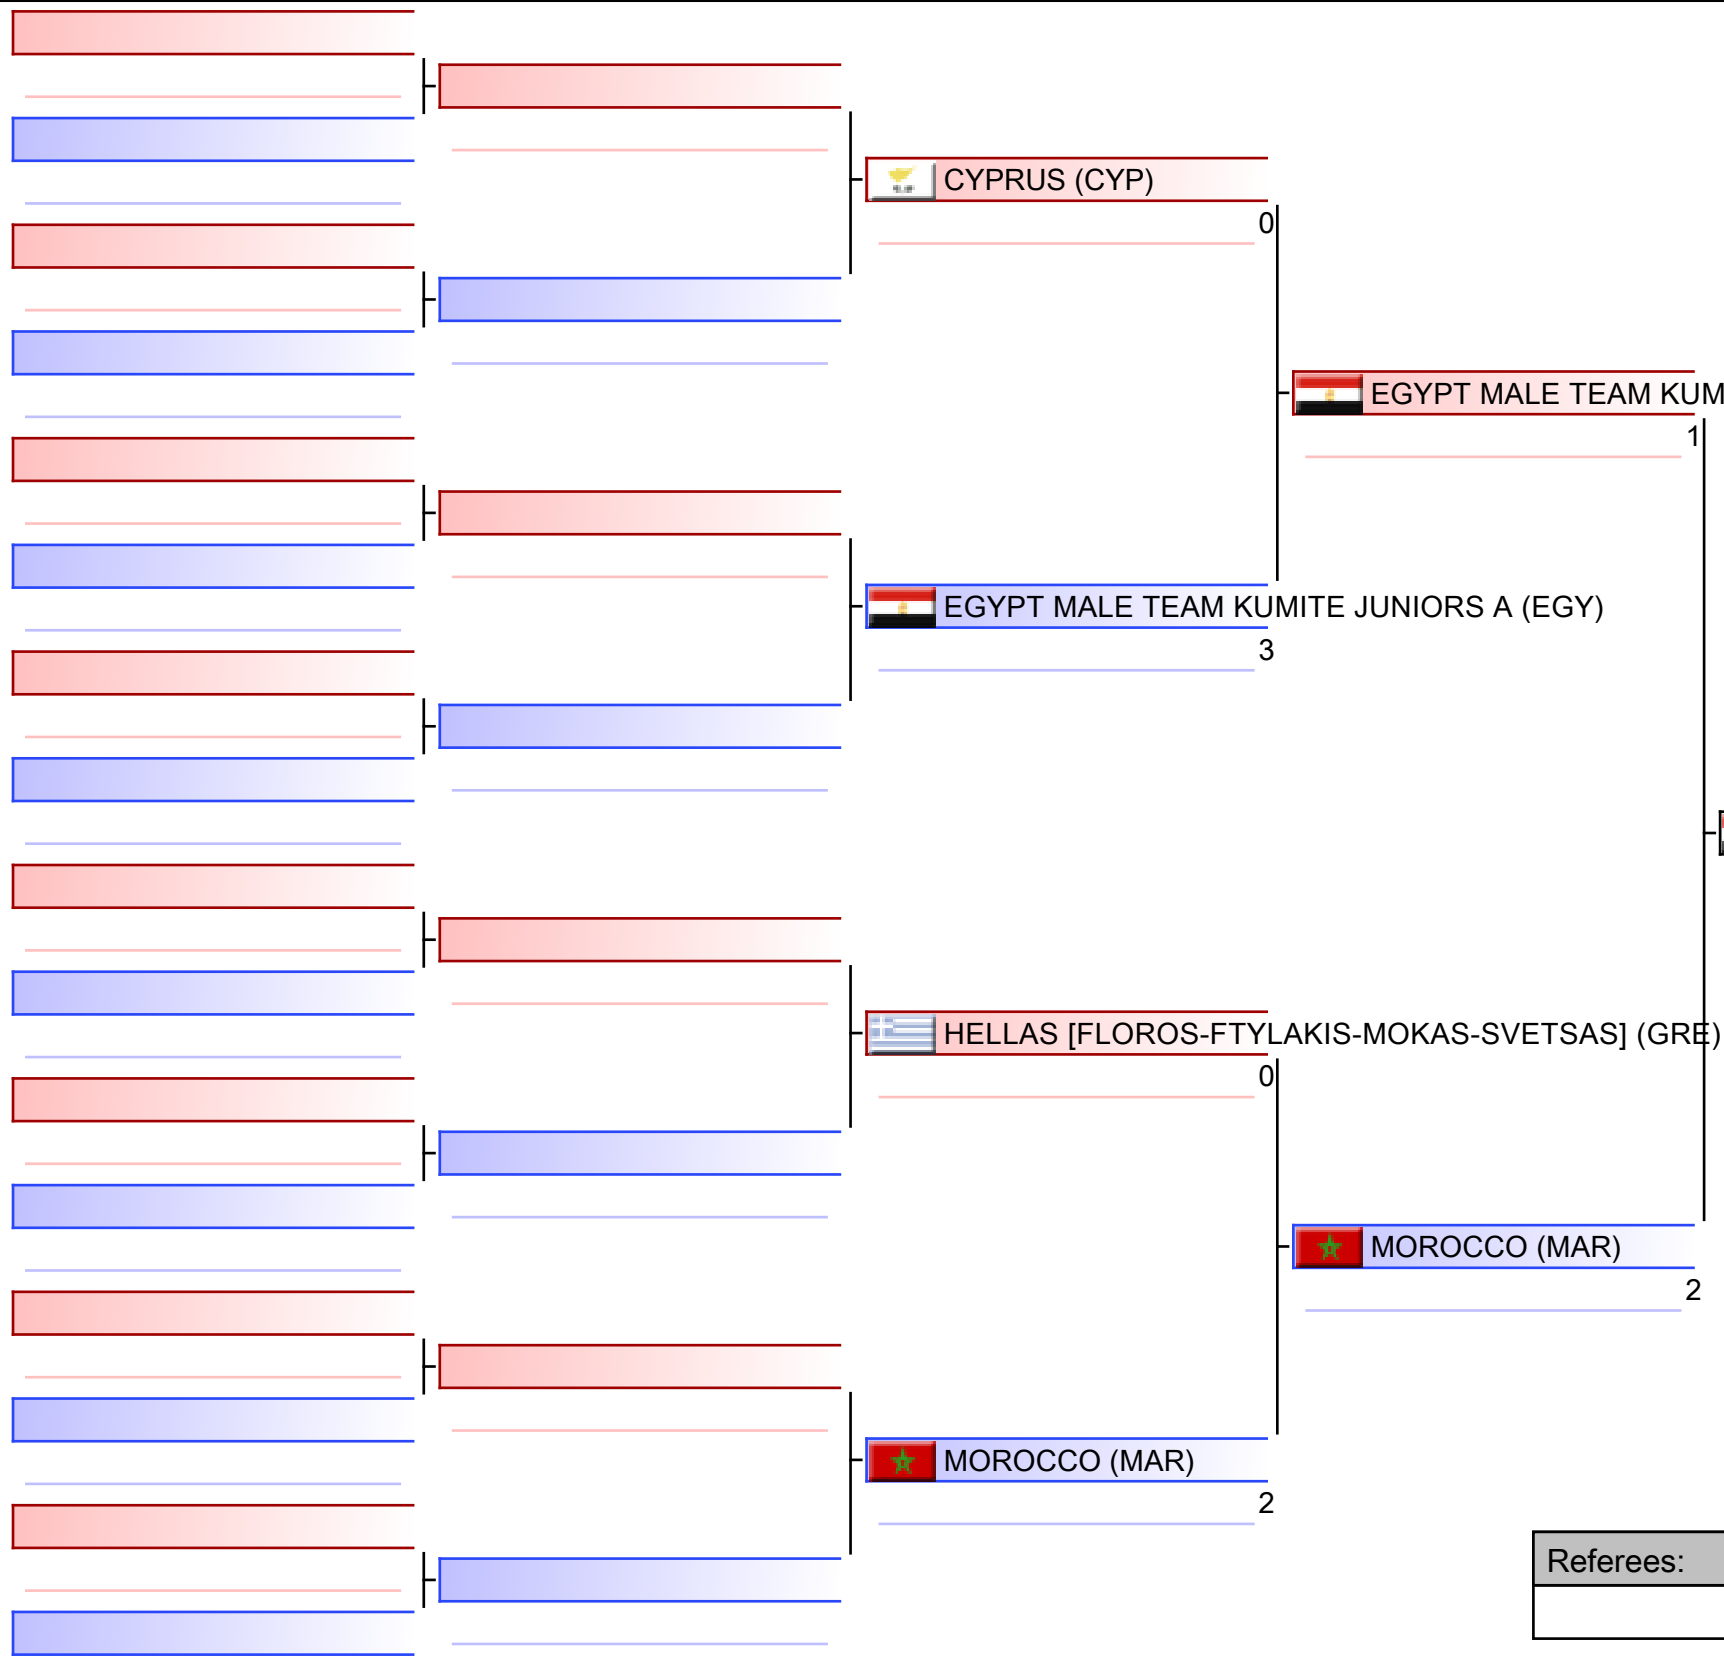 CYPRUS (CYP)
0
EGYPT MALE TEAM KUM
1
EGYPT MALE TEAM KUMITE JUNIORS A (EGY)
3
HELLAS [FLOROS-FTYLAKIS-MOKAS-SVETSAS] (GRE)
0
MOROCCO (MAR)
2
MOROCCO (MAR)
2
Referees: